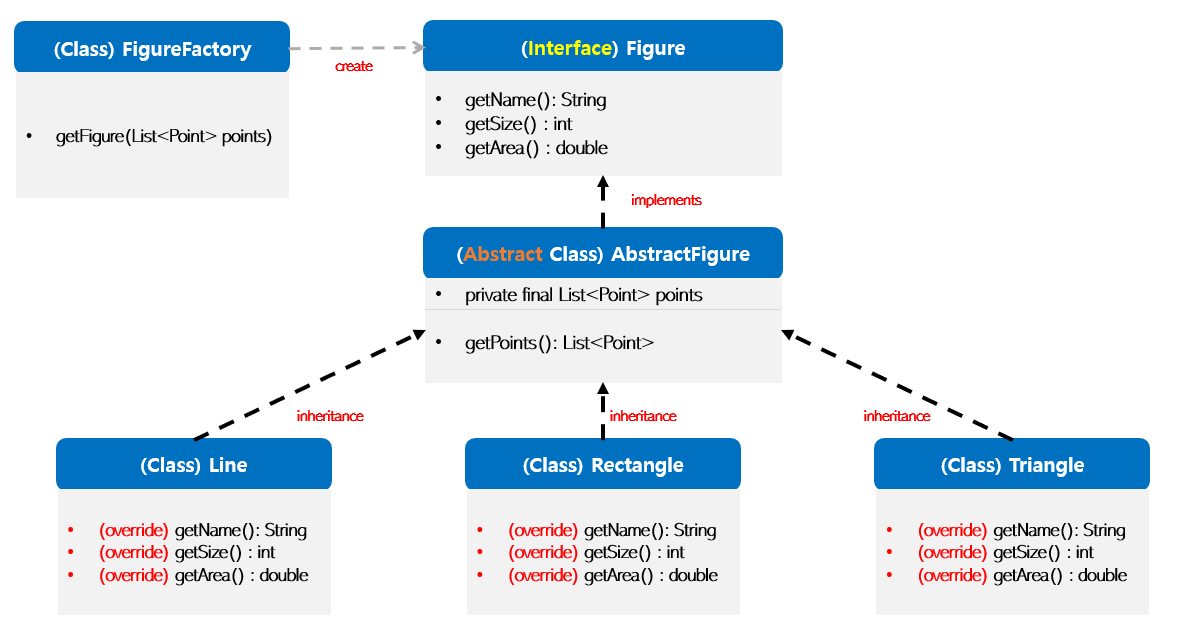 (Class) FigureFactory
• getFigure(List<Point> points)
create
(Interface) Figure
• getName(): String
• getSize() : int
• getArea() : double
implements
(Abstract Class) AbstractFigure
• private final List<Point> points
• getPoints(): List<Point>
inheritance
inheritance
inheritance
(Class) Line
• (override) getName(): String
• (override) getSize() : int
• (override) getArea() : double
(Class) Rectangle
• (override) getName(): String
• (override) getSize() : int
• (override) getArea() : double
(Class) Triangle
• (override) getName(): String
• (override) getSize() : int
• (override) getArea() : double